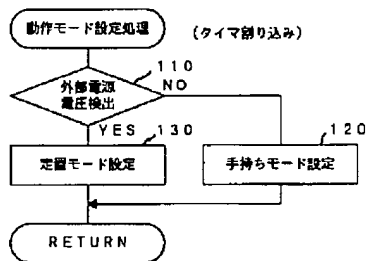 動作モード設定処理
(タイマ割り込み)
110
外部電源
電圧検出
NO
YES
130
120
定置モード設定
手持ちモード設定
RETURN